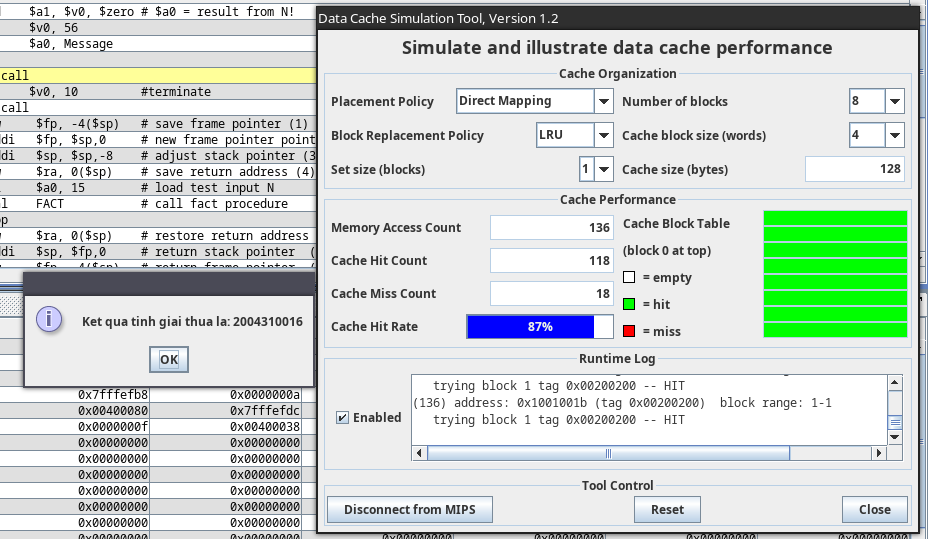 $a1, $v0, $zero # $a0 = result from N!
$v0, 56
$a0, Message
call
$v0, 10 #terminate
call
$fp, -4($sp) # save frame pointer (1)
ddi $fp, $sp,0 # new frame pointer point
ddi $sp, $sp,-8 # adjust stack pointer (3
$ra, 0($sp) # save return address (4)
$a0, 15 # load test input N
FACT # call fact procedure
op
$ra, 0($sp) # restore return address
ddi $sp, $fp,0 # return stack pointer (
$fp, -4($sp) # return frame pointer (
Ket qua tinh giai thua la: 2004310016
OK
0x7fffefb8 0x0000000a
0x00400080 0x7fffefdc
0x0000000f 0x00400038
0x00000000 0x00000000
0x00000000 0x00000000
0x00000000 0x00000000
0x00000000 0x00000000
0x00000000 0x00000000
0x00000000 0x00000000
0x00000000 0x00000000 0x00000000 0x00000000 0x00000000 0x00000000
Data Cache Simulation Tool, Version 1.2
Simulate and illustrate data cache performance
Cache Organization
Placement Policy Direct Mapping Number of blocks 8
Block Replacement Policy LRU Cache block size (words) 4
Set size (blocks) 1 Cache size (bytes) 128
Cache Performance
Memory Access Count 136 Cache Block Table
(block 0 at top)
Cache Hit Count 118
= empty
Cache Miss Count 18
= hit
Cache Hit Rate 87%
= miss
Runtime Log
Enabled
trying block 1 tag 0x00200200 -- HIT
(136) address: 0x1001001b (tag 0x00200200) block range: 1-1
trying block 1 tag 0x00200200 -- HIT
Tool Control
Disconnect from MIPS Reset Close